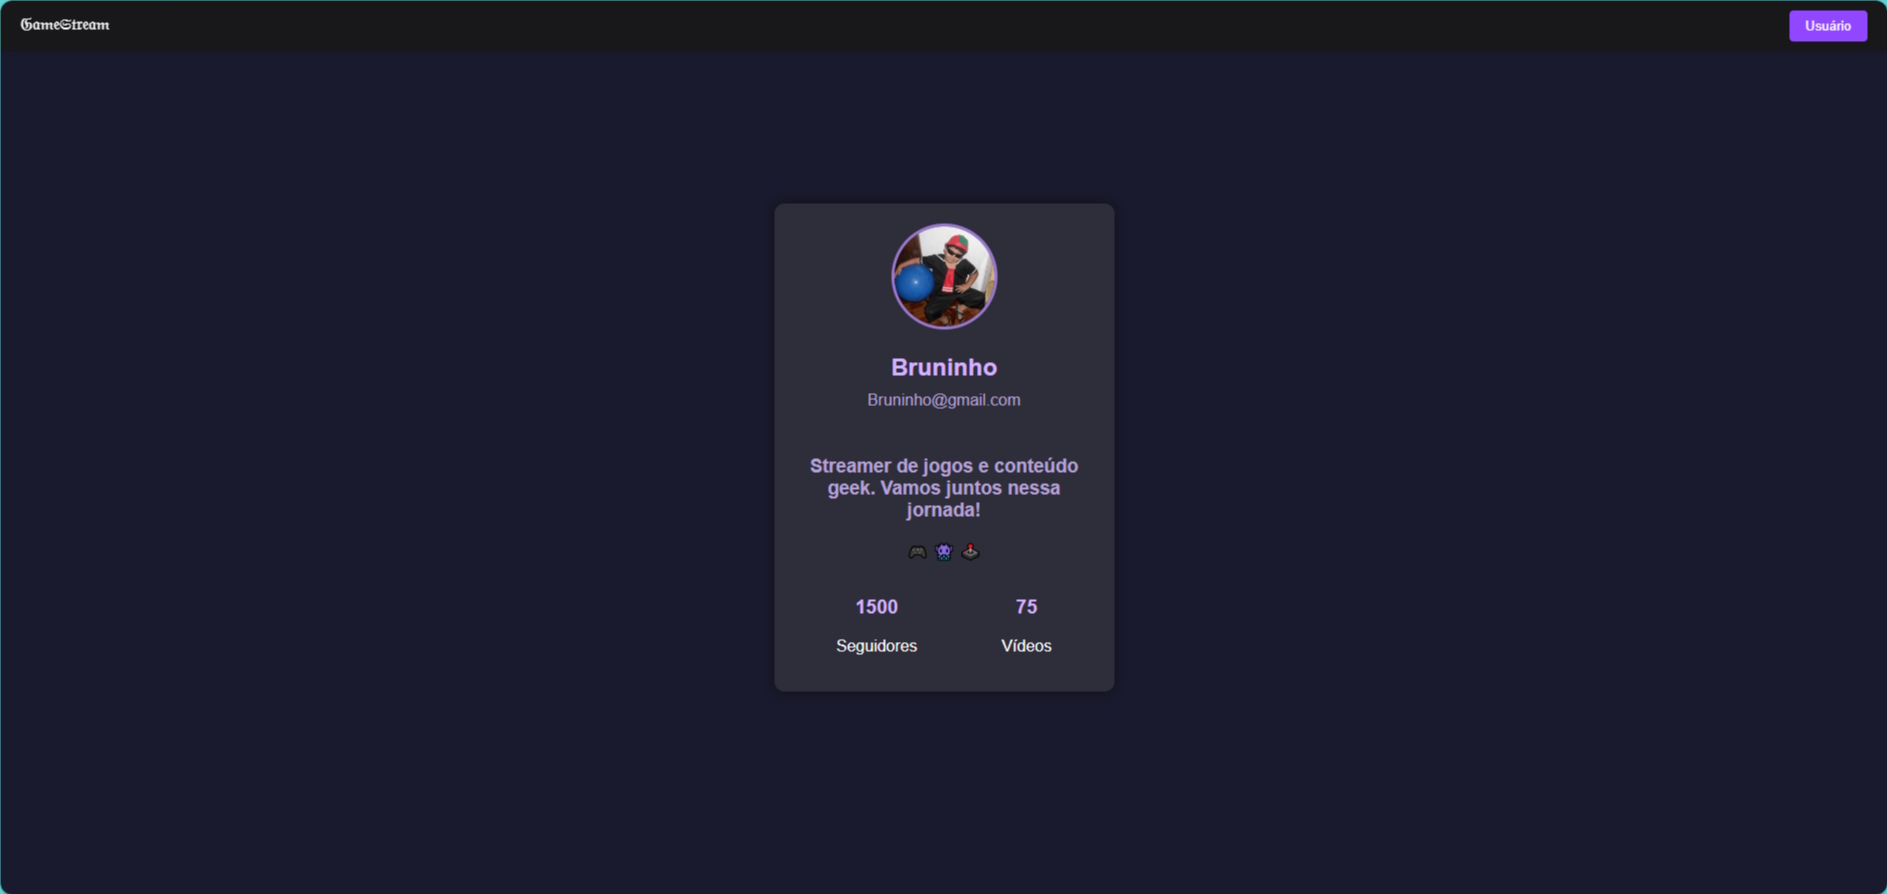 GameStream
Usuário
Bruninho
Bruninho@gmail.com
Streamer de jogos e conteúdo
geek. Vamos juntos nessa
jornada!
1500
75
Seguidores
Vídeos